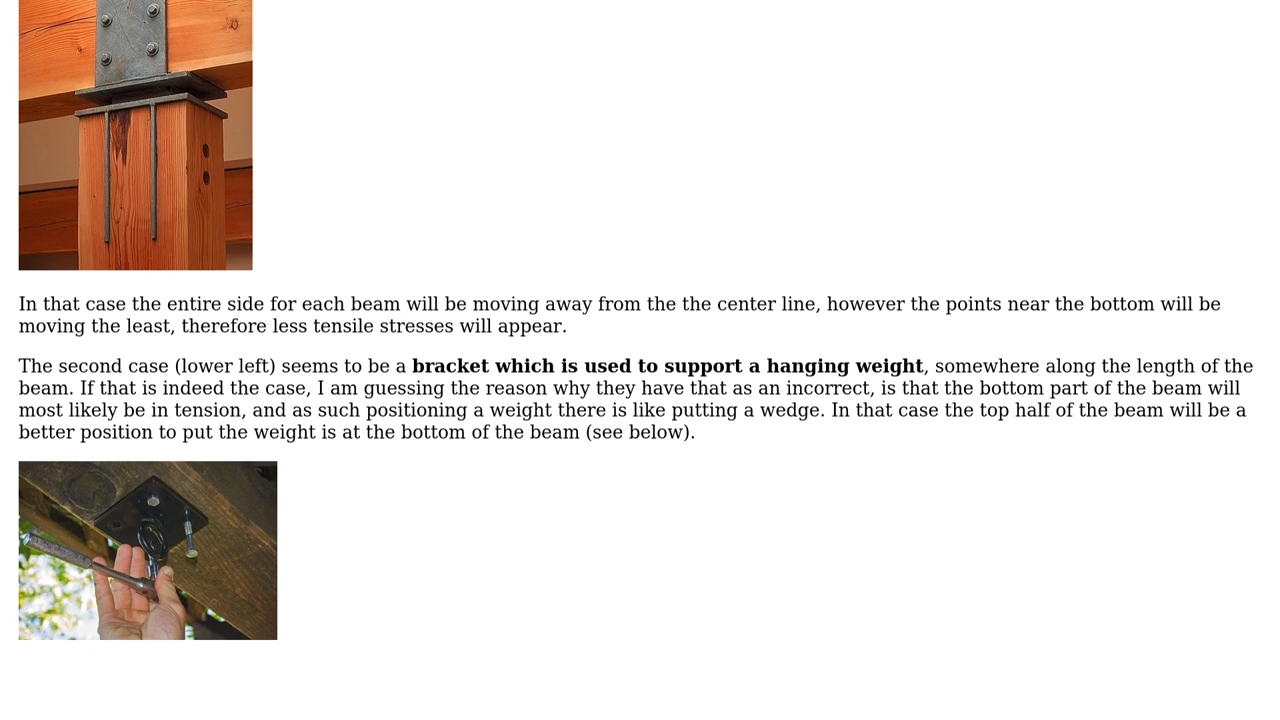 In that case the entire side for each beam will be moving away from the the center line, however the points near the bottom will be
moving the least, therefore less tensile stresses will appear.
The second case (lower left) seems to be a bracket which is used to support a hanging weight, somewhere along the length of the
beam. If that is indeed the case, I am guessing the reason why they have that as an incorrect, is that the bottom part of the beam will
most likely be in tension, and as such positioning a weight there is like putting a wedge. In that case the top half of the beam will be a
better position to put the weight is at the bottom of the beam (see below).